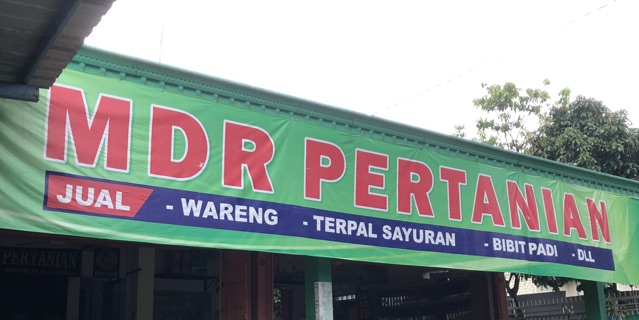 MDR PERTANIAN
JUAL - WARENG - TERPAL SAYURAN - BIBIT PADI - DLL
PERTANIAN